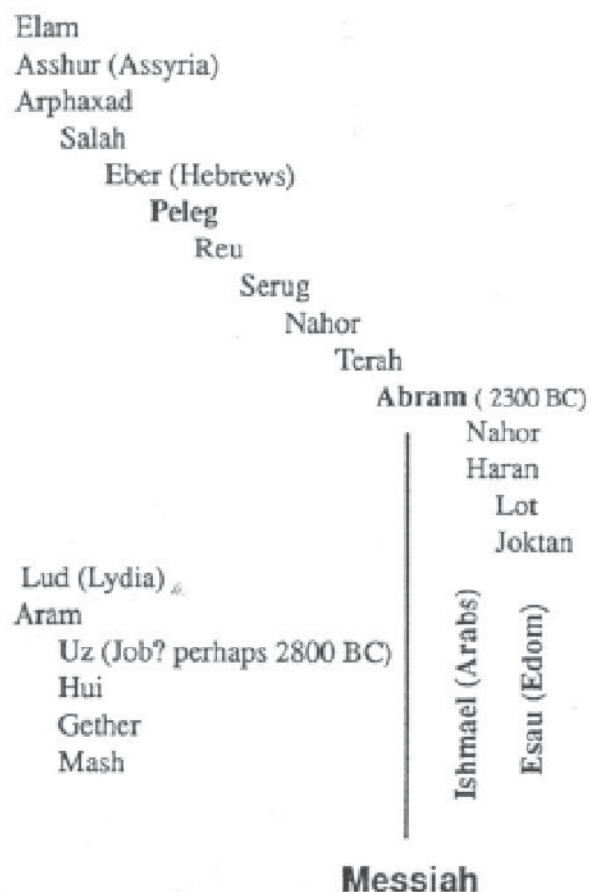 Elam
Asshur (Assyria)
Arphaxad
Salah
Eber (Hebrews)
Peleg
Reu
Serug
Nahor
Terah
Abram ( 2300 BC)
Nahor
Haran
Lot
Joktan
Lud (Lydia)
Aram
Uz (Job? perhaps 2800 BC)
Hui
Gether
Mash
Ishmael (Arabs)
Esau (Edom)
Messiah